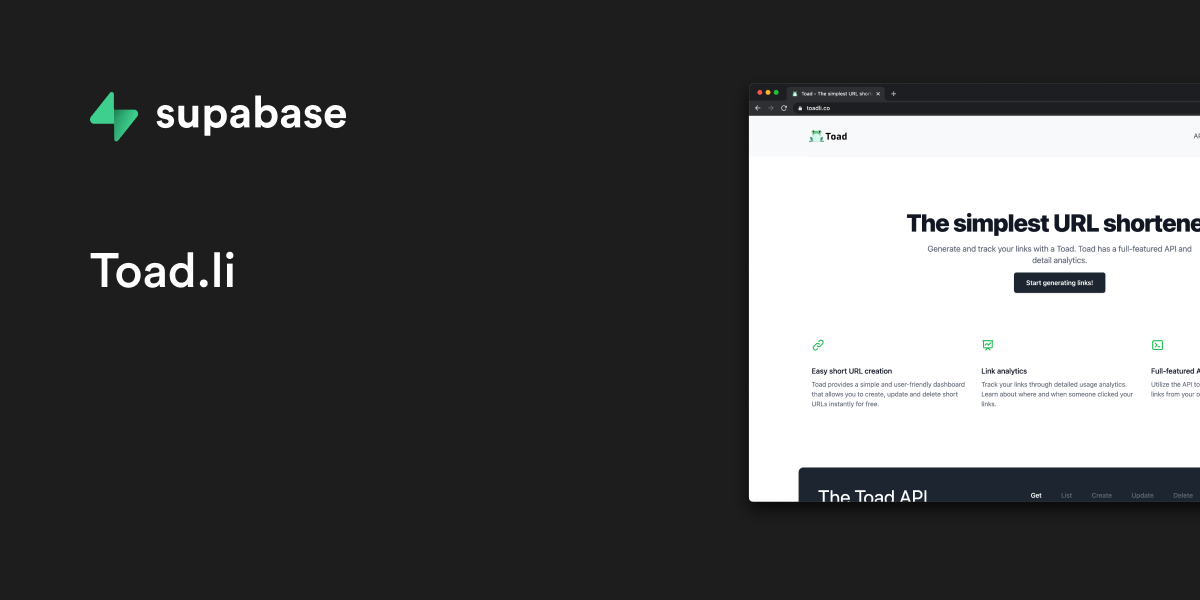 supabase
Toad.li
Toad - The simplest URL short
toadli.co
Toad
The simplest URL shortene
Generate and track your links with a Toad. Toad has a full-featured API and
detail analytics.
Start generating links!
Easy short URL creation
Toad provides a simple and user-friendly dashboard
that allows you to create, update and delete short
URLs instantly for free.
Link analytics
Track your links through detailed usage analytics.
Learn about where and when someone clicked your
links.
Full-featured A
Utilize the API to
links from your o
The Toad API
Get List Create Update Delete